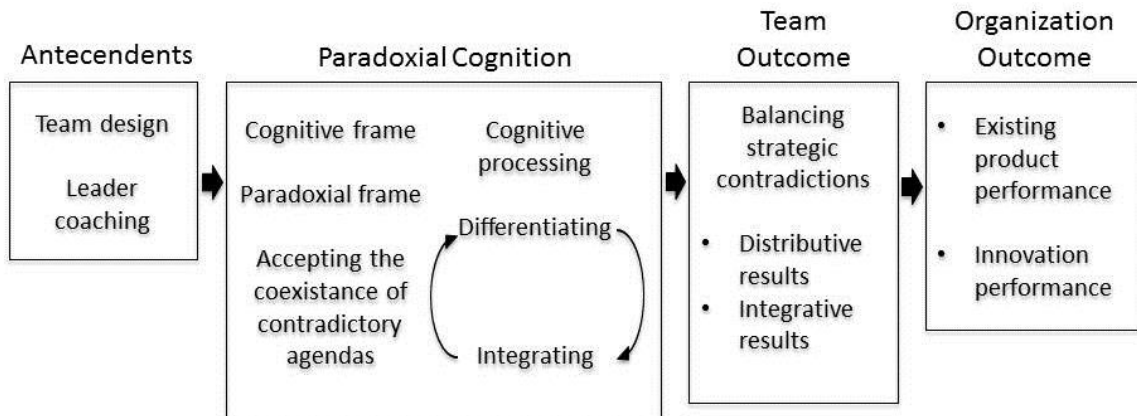 Antecendents
Team design
Leader
coaching
Paradoxial Cognition
Cognitive frame
Paradoxial frame
Accepting the
coexistance of
contradictory
agendas
Cognitive
processing
Differentiating
Integrating
Team
Outcome
Balancing
strategic
contradictions
• Distributive
results
• Integrative
results
Organization
Outcome
• Existing
product
performance
• Innovation
performance